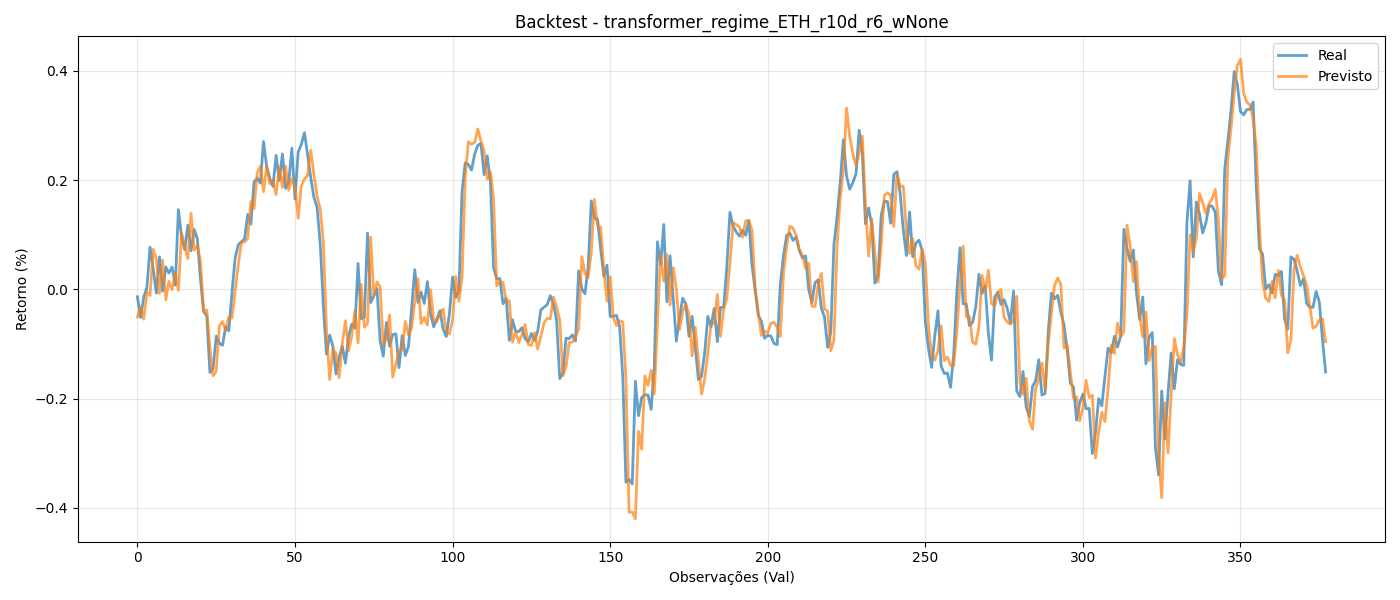 Backtest - transformer_regime_ETH_r10d_r6_wNone
Real
Previsto
Retorno (%)
0.4
0.2
0.0
−0.2
−0.4
0 50 100 150 200 250 300 350
Observações (Val)